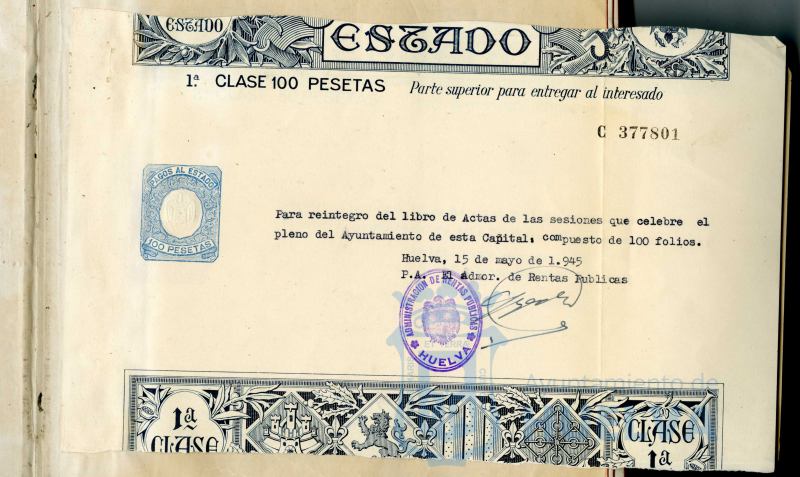 ESTADO
ESTADO
1ª CLASE 100 PESETAS Parte superior para entregar al interesado
C 377801
PAGOS AL ESTADO
100 PESETAS
Para reintegro del libro de Actas de las sesiones que celebre el
pleno del Ayuntamiento de esta Capital, compuesto de 100 folios.
Huelva, 15 de mayo de 1.945
P.A. El Admor. de Rentas Publicas
ADMINISTRACION DE RENTAS PUBLICAS
HUELVA
Ayuntamiento de
1ª
CLASE
CLASE
1ª